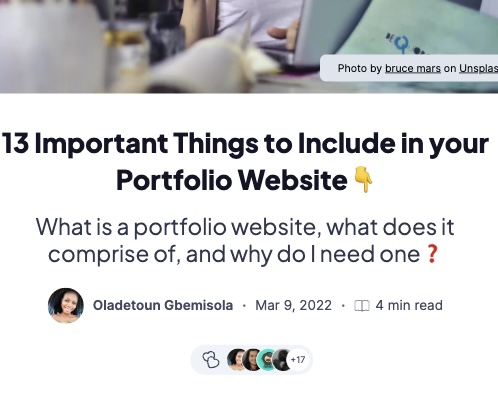 Photo by bruce mars on Unsplas
13 Important Things to Include in your
Portfolio Website 👇
What is a portfolio website, what does it
comprise of, and why do I need one ❓
Oladetoun Gbemisola · Mar 9, 2022 · 4 min read
+17